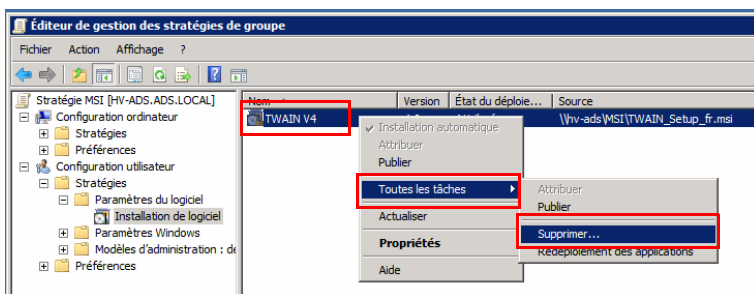 Éditeur de gestion des stratégies de groupe
Fichier Action Affichage ?
Stratégie MSI [HV-ADS.ADS.LOCAL]
Configuration ordinateur
Stratégies
Préférences
Configuration utilisateur
Stratégies
Paramètres du logiciel
Installation de logiciel
Paramètres Windows
Modèles d'administration : dé
Préférences
Nom Version État du déploie... Source
TWAIN V4 \\hv-ads\MSI\TWAIN_Setup_fr.msi
Installation automatique
Attribuer
Publier
Toutes les tâches
Actualiser
Propriétés
Aide
Attribuer
Publier
Supprimer...
Redéploiement des applications